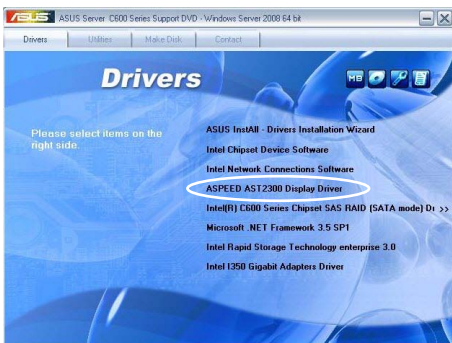 ASUS ASUS Server C600 Series Support DVD - Windows Server 2008 64 bit
Drivers Utilities Make Disk Contact
Drivers
MB
Please select items on the
right side.
ASUS InstAll - Drivers Installation Wizard
Intel Chipset Device Software
Intel Network Connections Software
ASPEED AST2300 Display Driver
Intel(R) C600 Series Chipset SAS RAID (SATA mode) Dr >>
Microsoft .NET Framework 3.5 SP1
Intel Rapid Storage Technology enterprise 3.0
Intel I350 Gigabit Adapters Driver